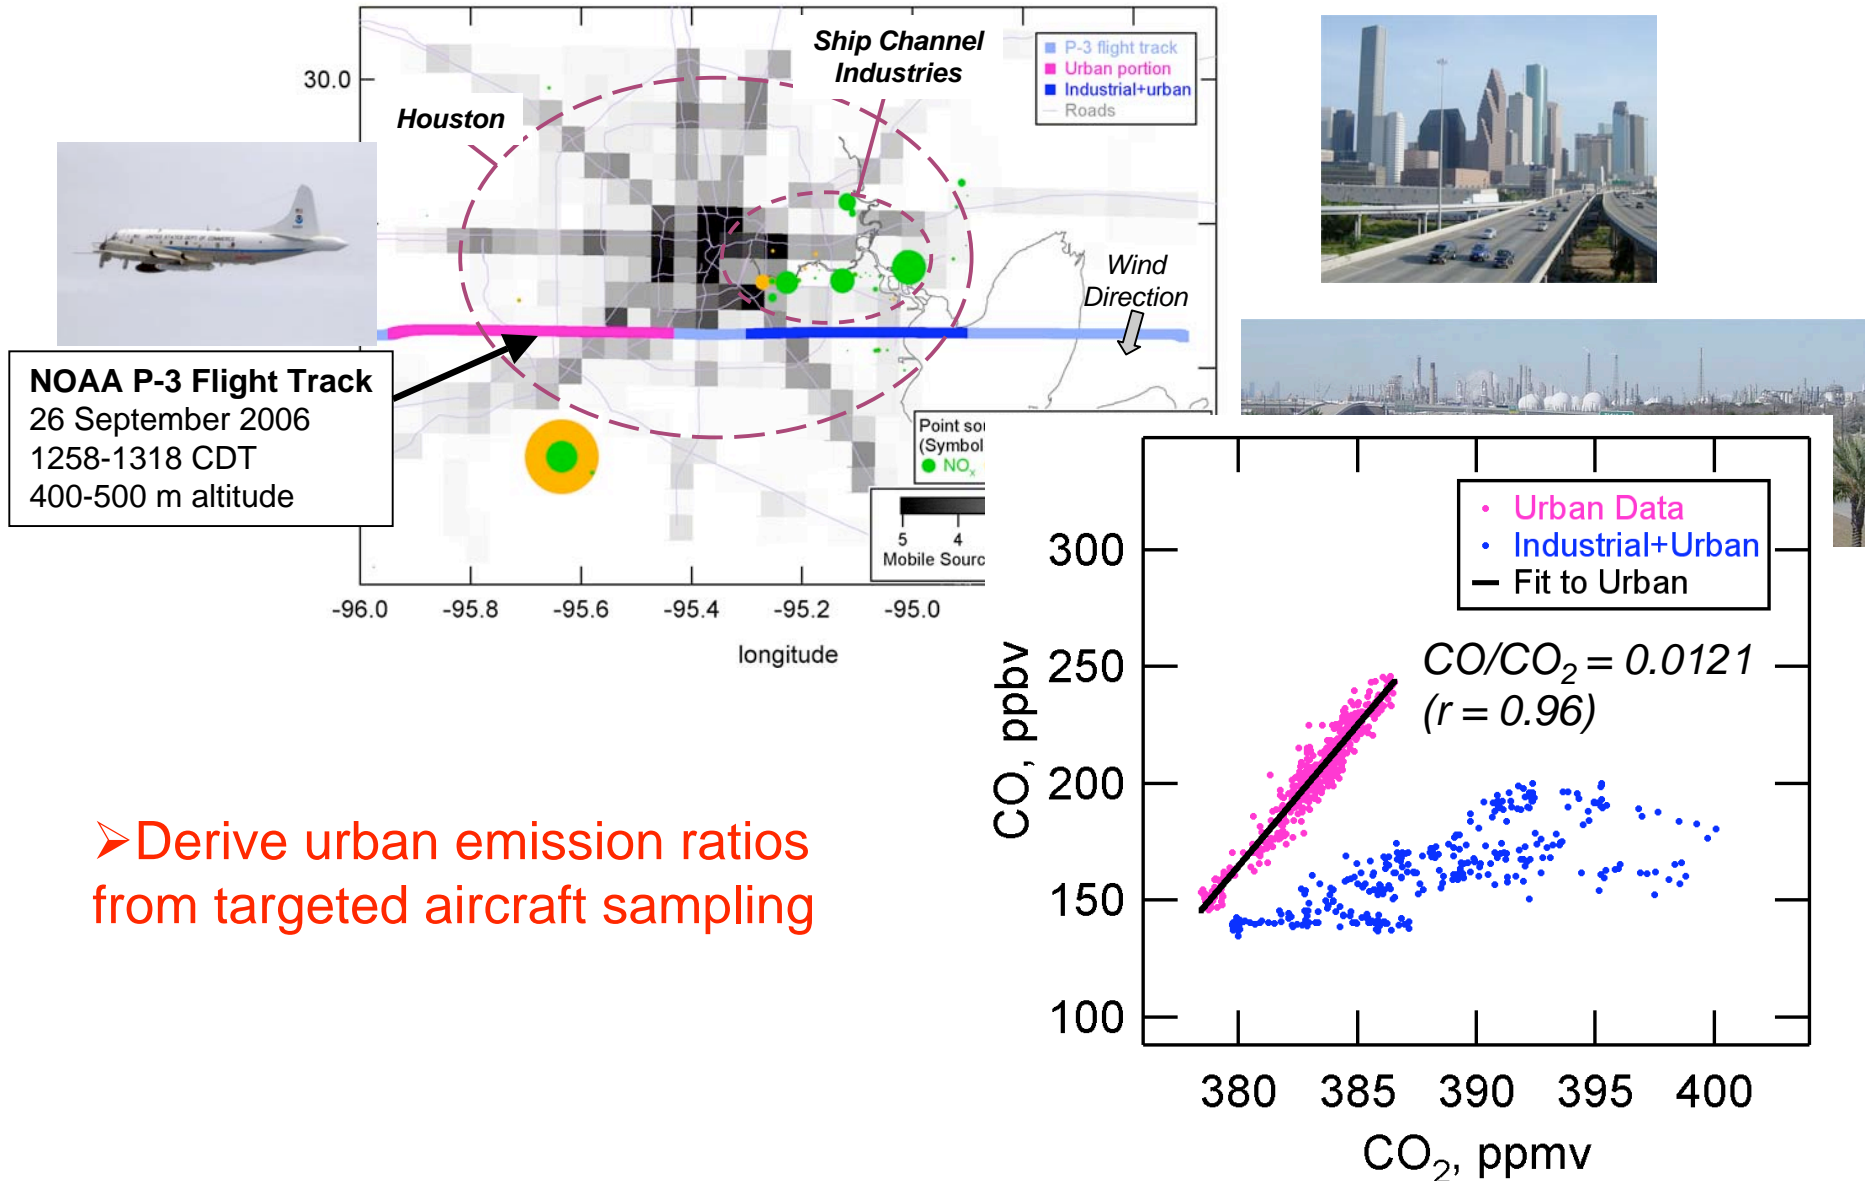 Ship Channel
Industries
P-3 flight track
Urban portion
Industrial+urban
Roads
30.0
Houston
Wind
Direction
NOAA P-3 Flight Track
26 September 2006
1258-1318 CDT
400-500 m altitude
Point
(Symbol
NOx
5 4
Mobile
-96.0 -95.8 -95.6 -95.4 -95.2 -95.0
longitude
Urban Data
Industrial+Urban
Fit to Urban
CO/CO₂ = 0.0121
(r = 0.96)
300
250
200
150
100
CO, ppbv
380 385 390 395 400
CO₂, ppmv
➢Derive urban emission ratios
from targeted aircraft sampling